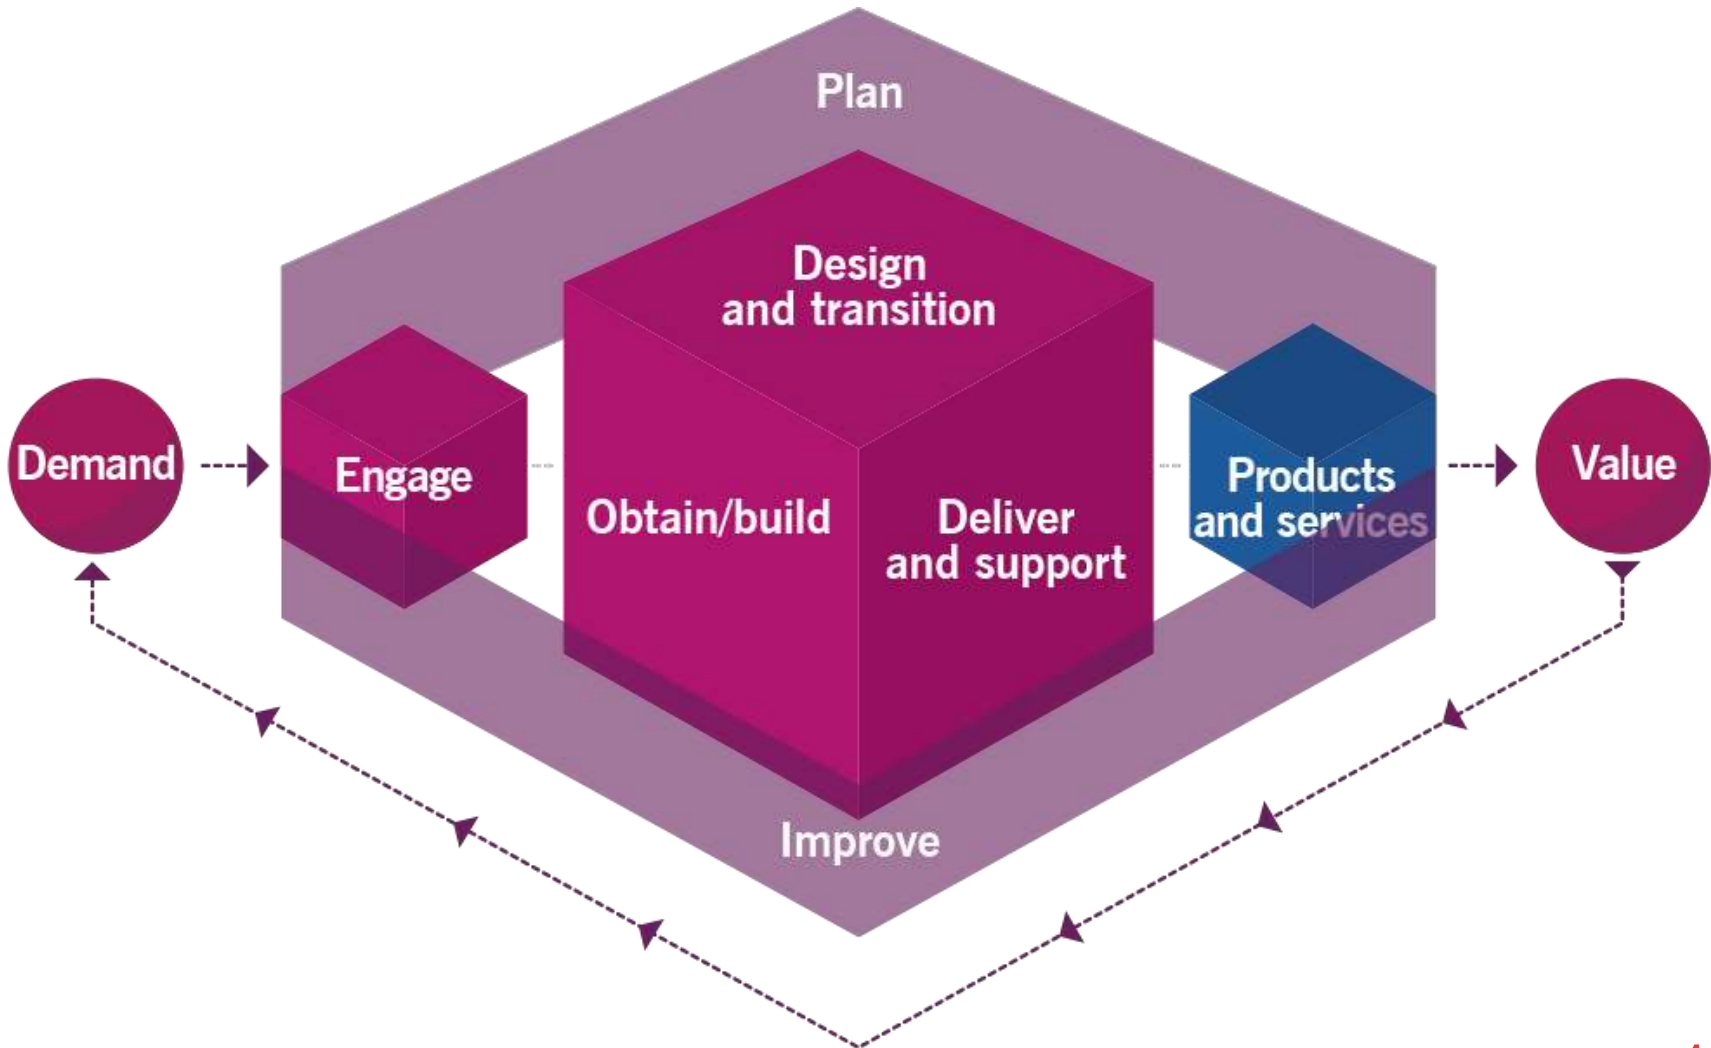 Plan
Design
and transition
Demand
Engage
Obtain/build
Deliver
and support
Products
and services
Value
Improve